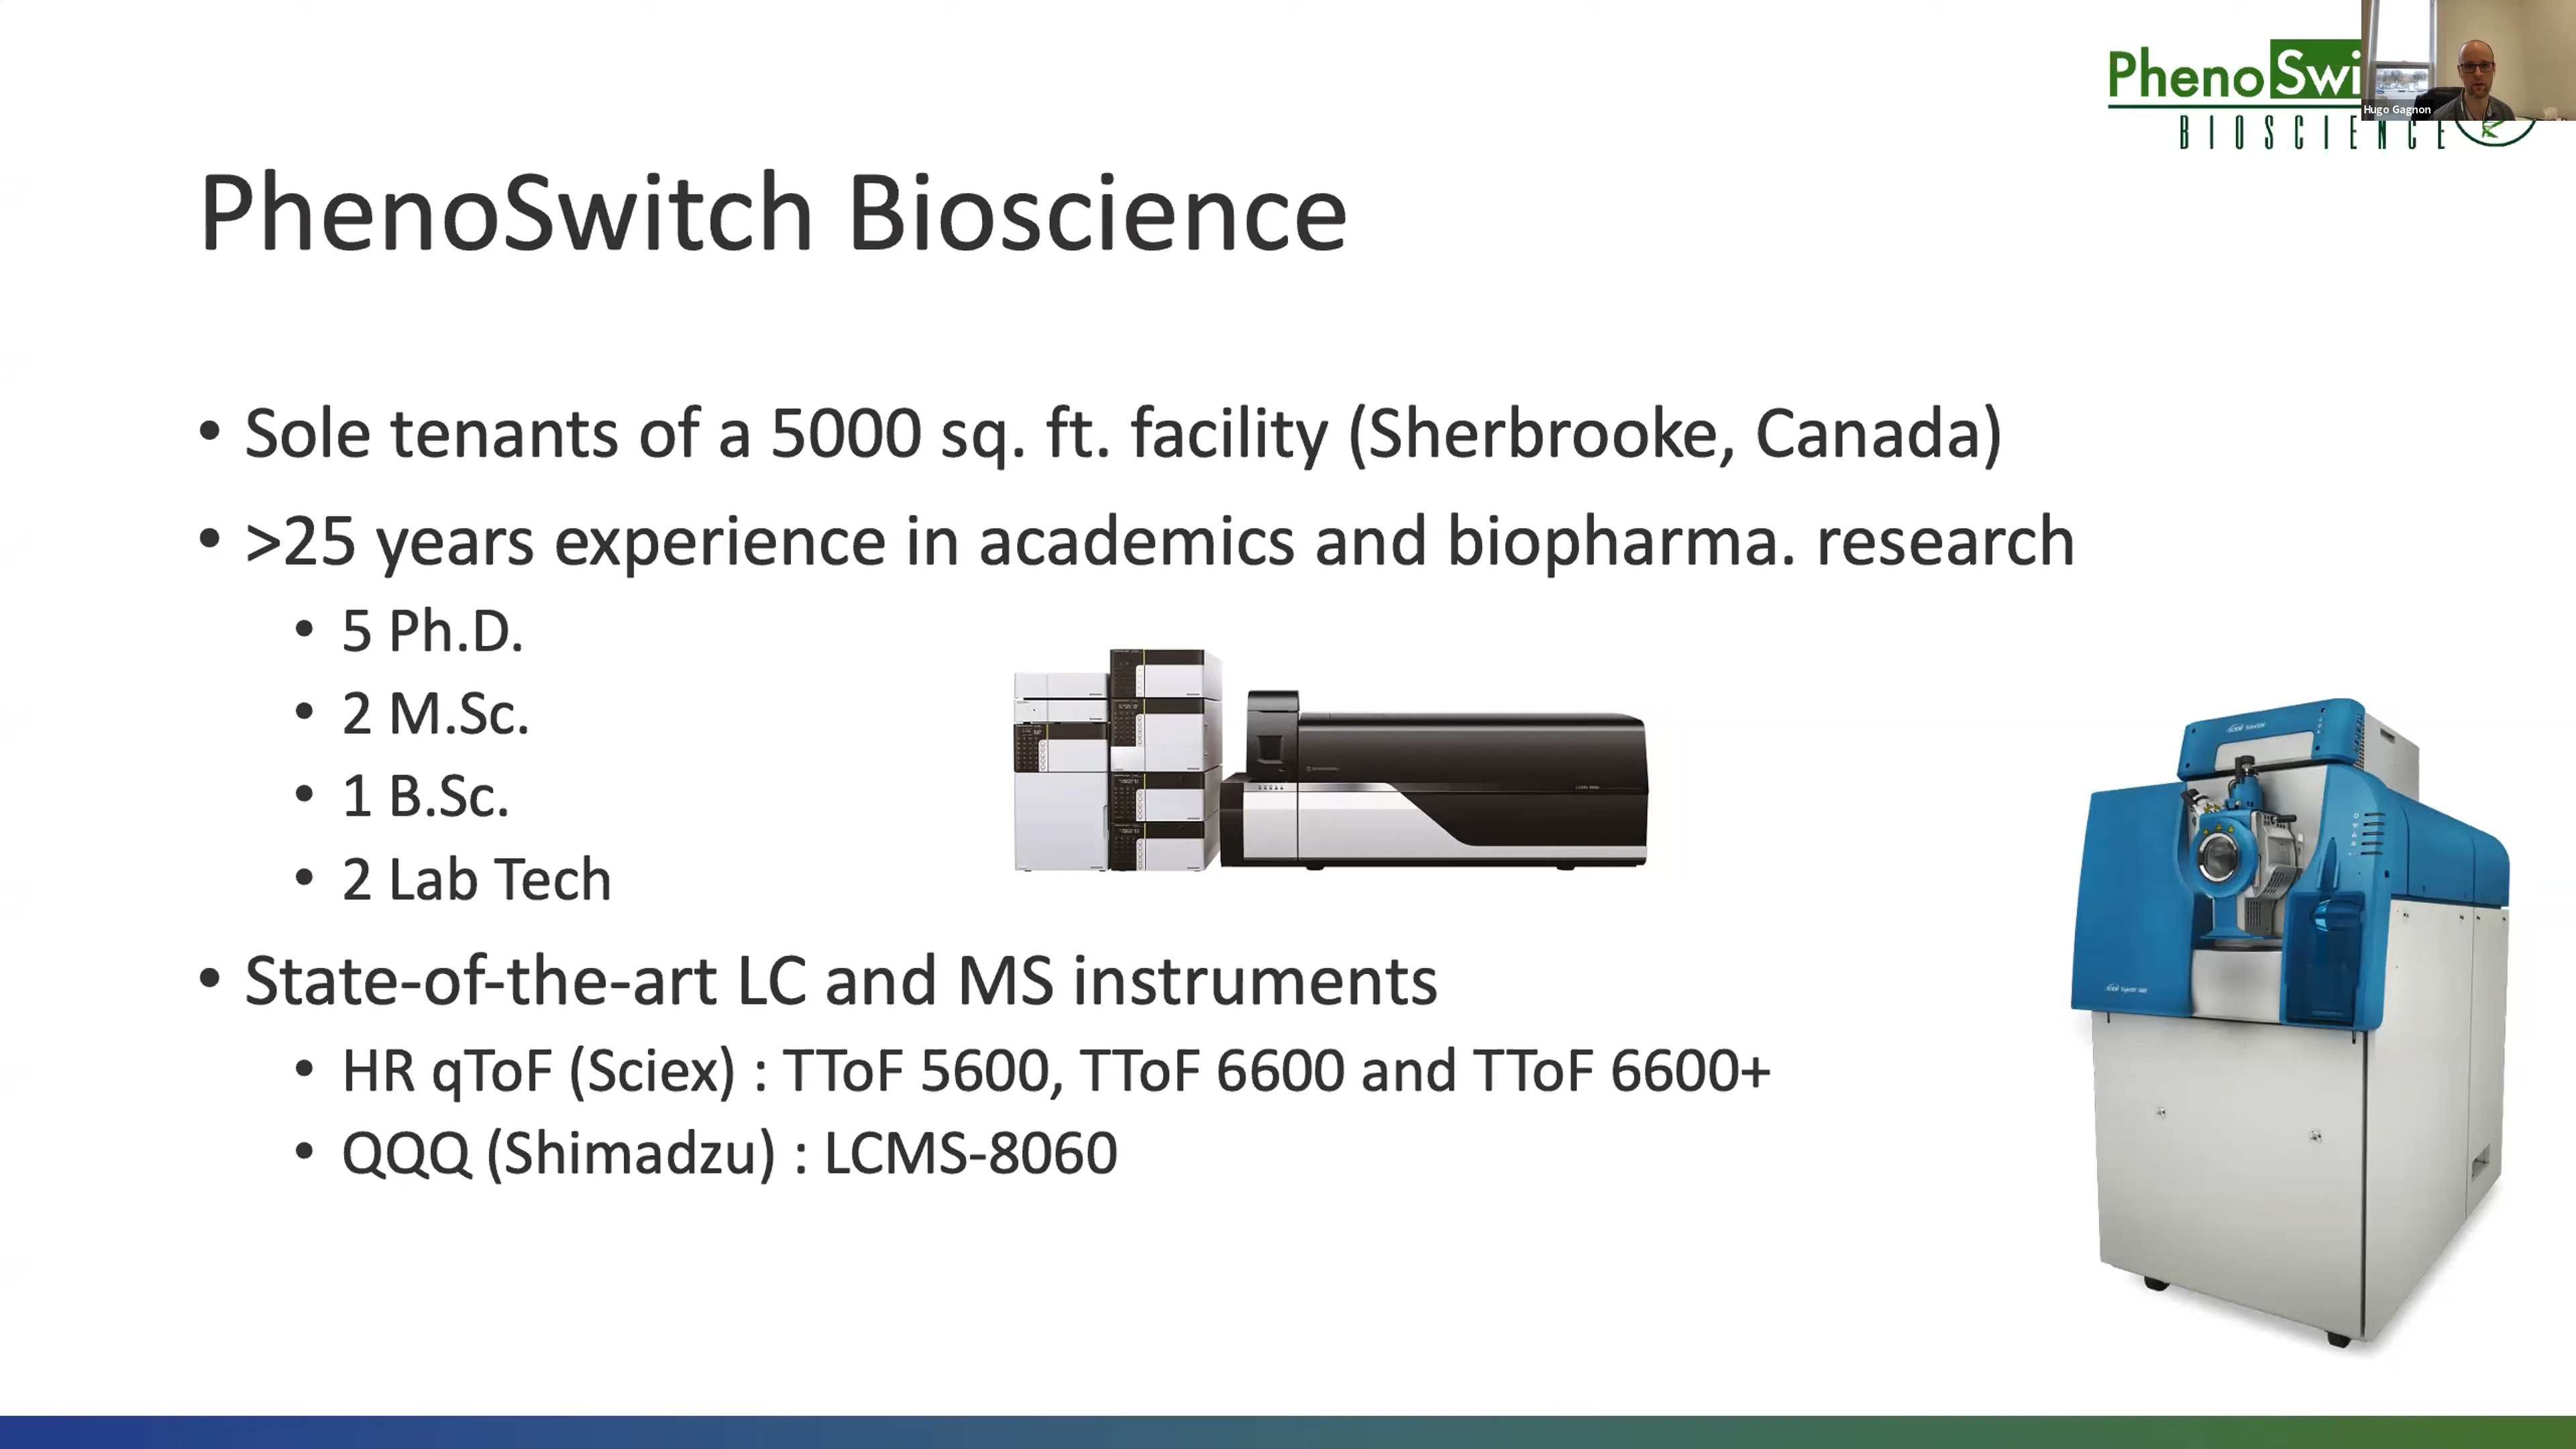 Pheno Swi
Hugo Gagnon
BIOSCIENCE
PhenoSwitch Bioscience
• Sole tenants of a 5000 sq. ft. facility (Sherbrooke, Canada)
• >25 years experience in academics and biopharma. research
• 5 Ph.D.
• 2 M.Sc.
• 1 B.Sc.
• 2 Lab Tech
• State-of-the-art LC and MS instruments
• HR qToF (Sciex) : TToF 5600, TToF 6600 and TToF 6600+
• QQQ (Shimadzu) : LCMS-8060